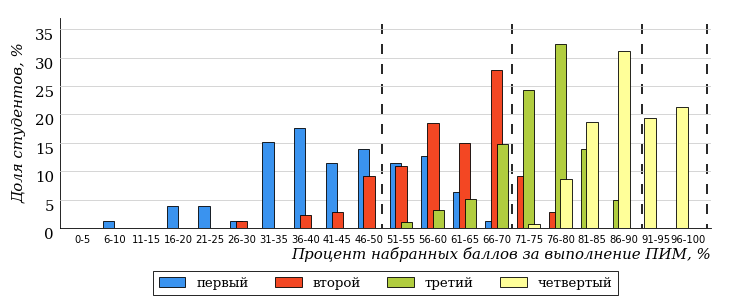 Доля студентов, %
35
30
25
20
15
10
5
0
0-5 6-10 11-15 16-20 21-25 26-30 31-35 36-40 41-45 46-50 51-55 56-60 61-65 66-70 71-75 76-80 81-85 86-90 91-95 96-100
Процент набранных баллов за выполнение ПИМ, %
первый второй третий четвертый